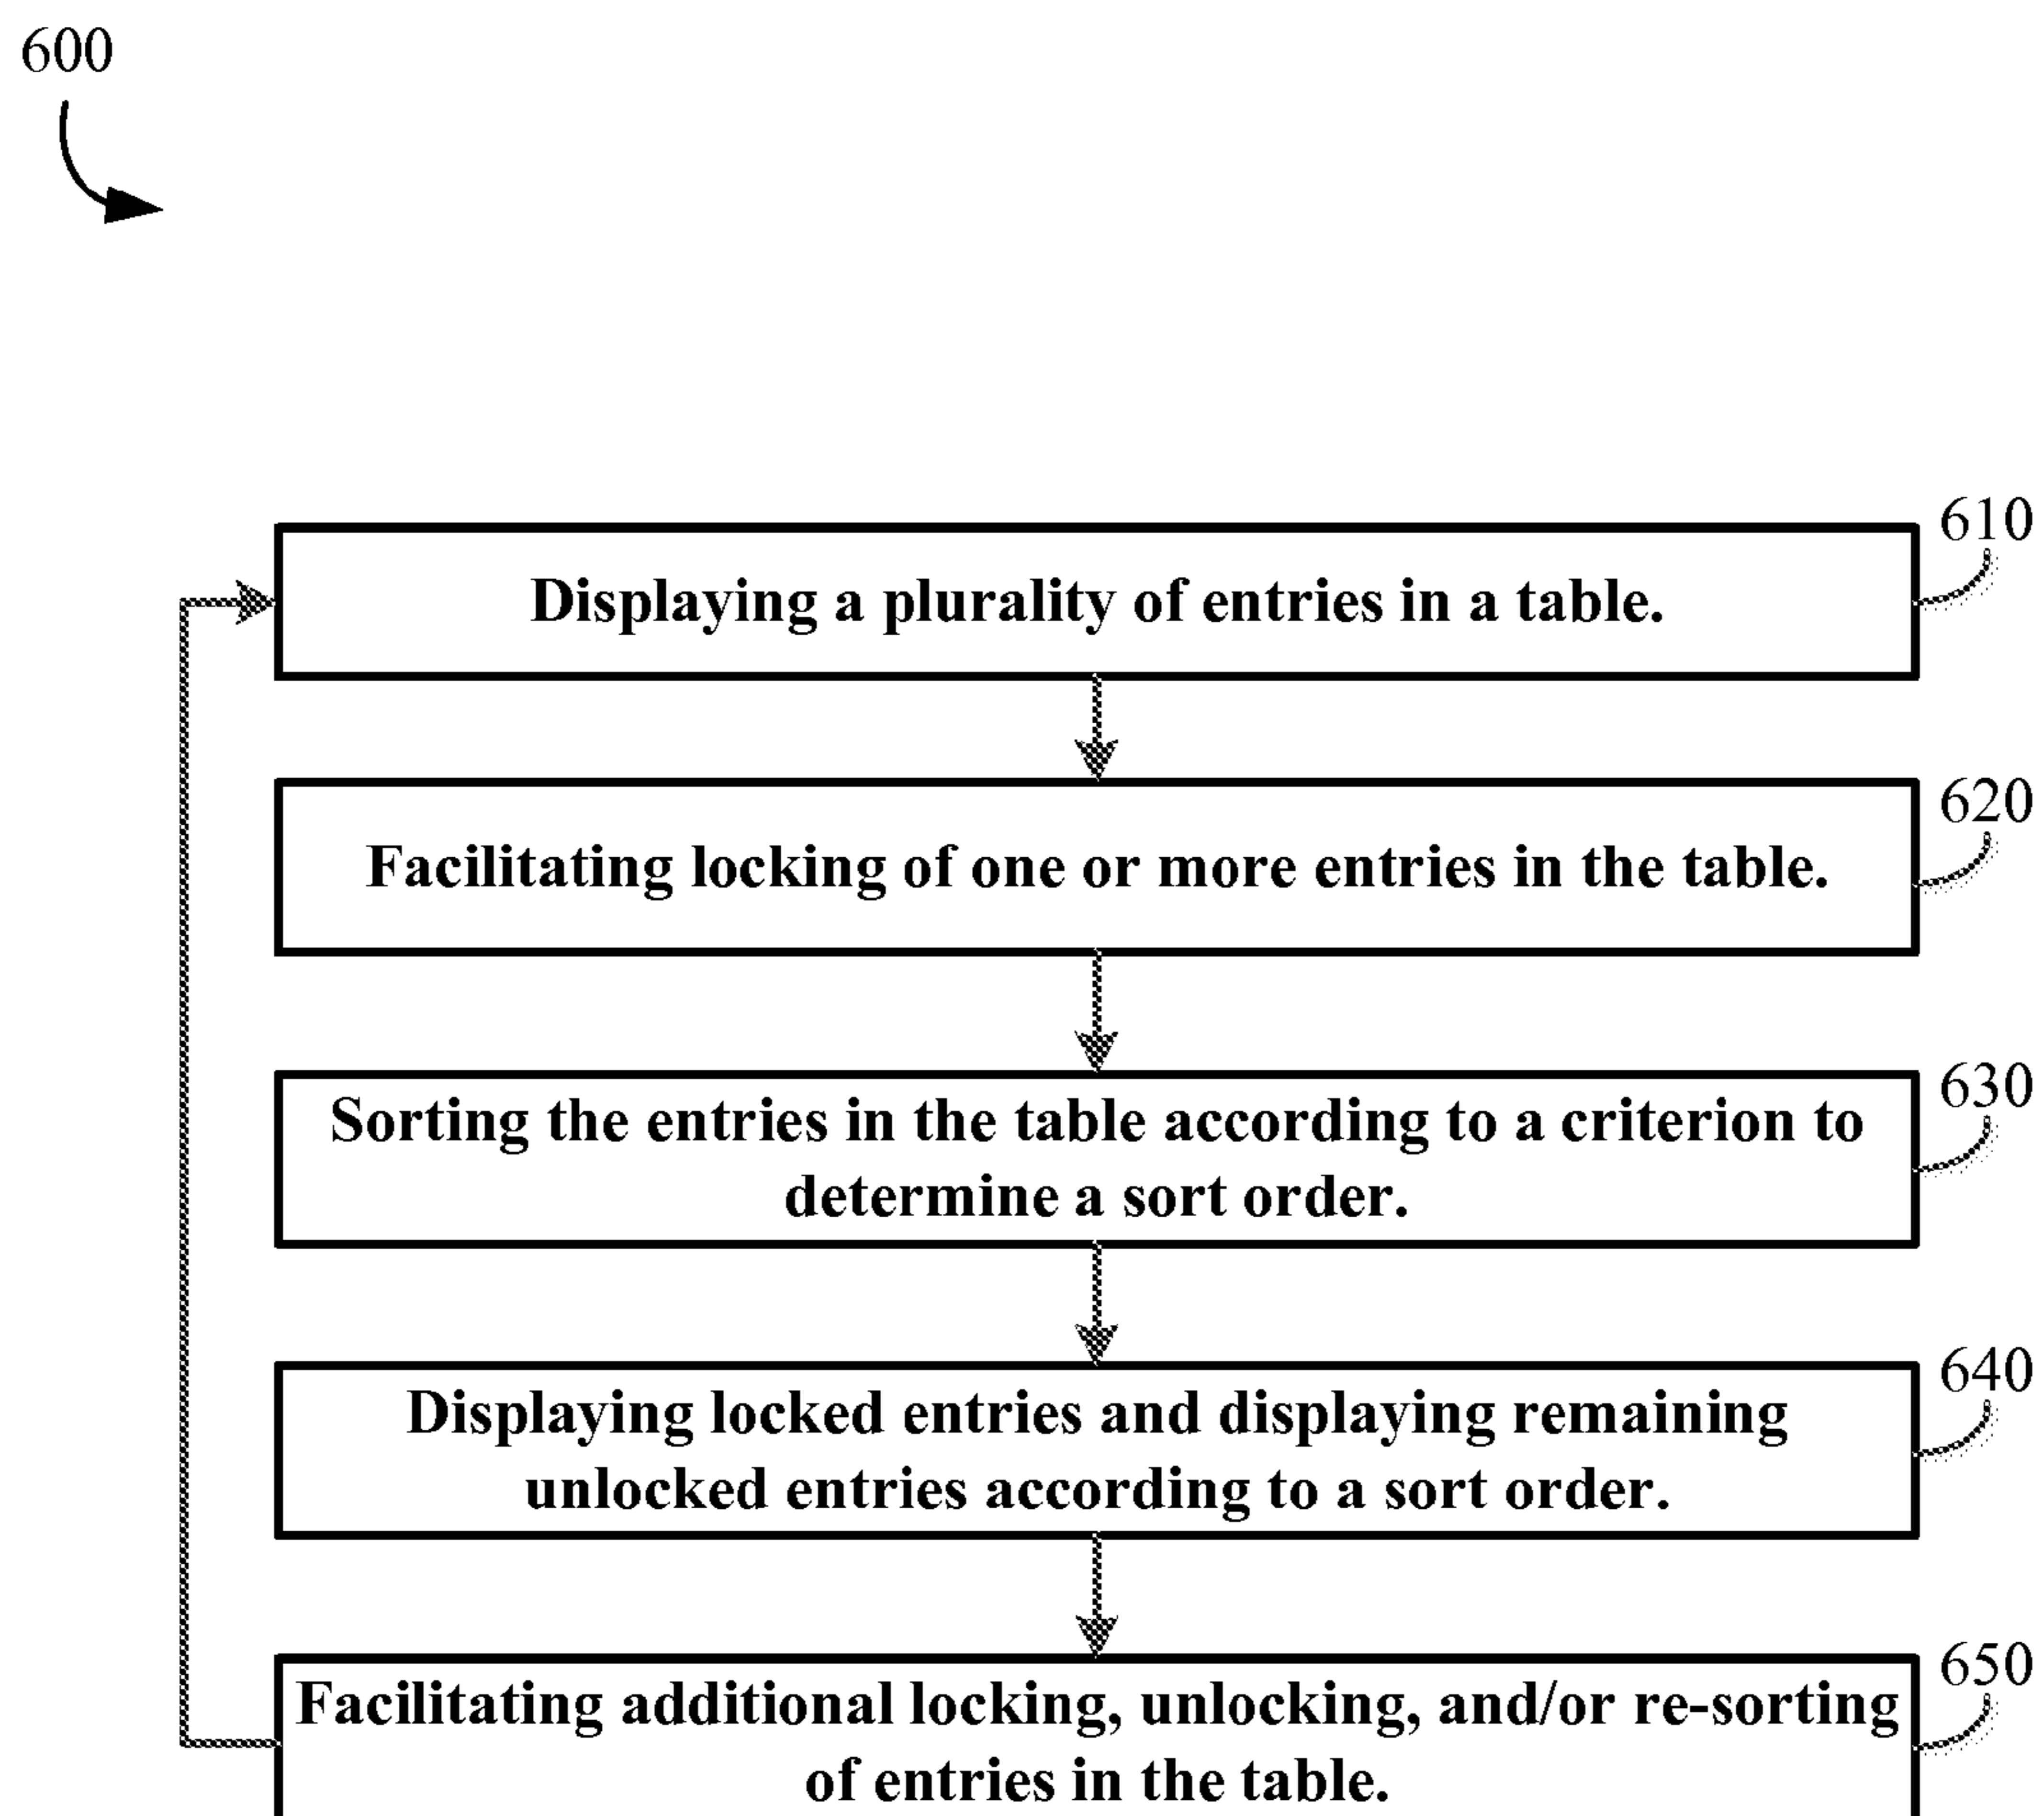 600
610
Displaying a plurality of entries in a table.
620
Facilitating locking of one or more entries in the table.
630
Sorting the entries in the table according to a criterion to
determine a sort order.
640
Displaying locked entries and displaying remaining
unlocked entries according to a sort order.
650
Facilitating additional locking, unlocking, and/or re-sorting
of entries in the table.